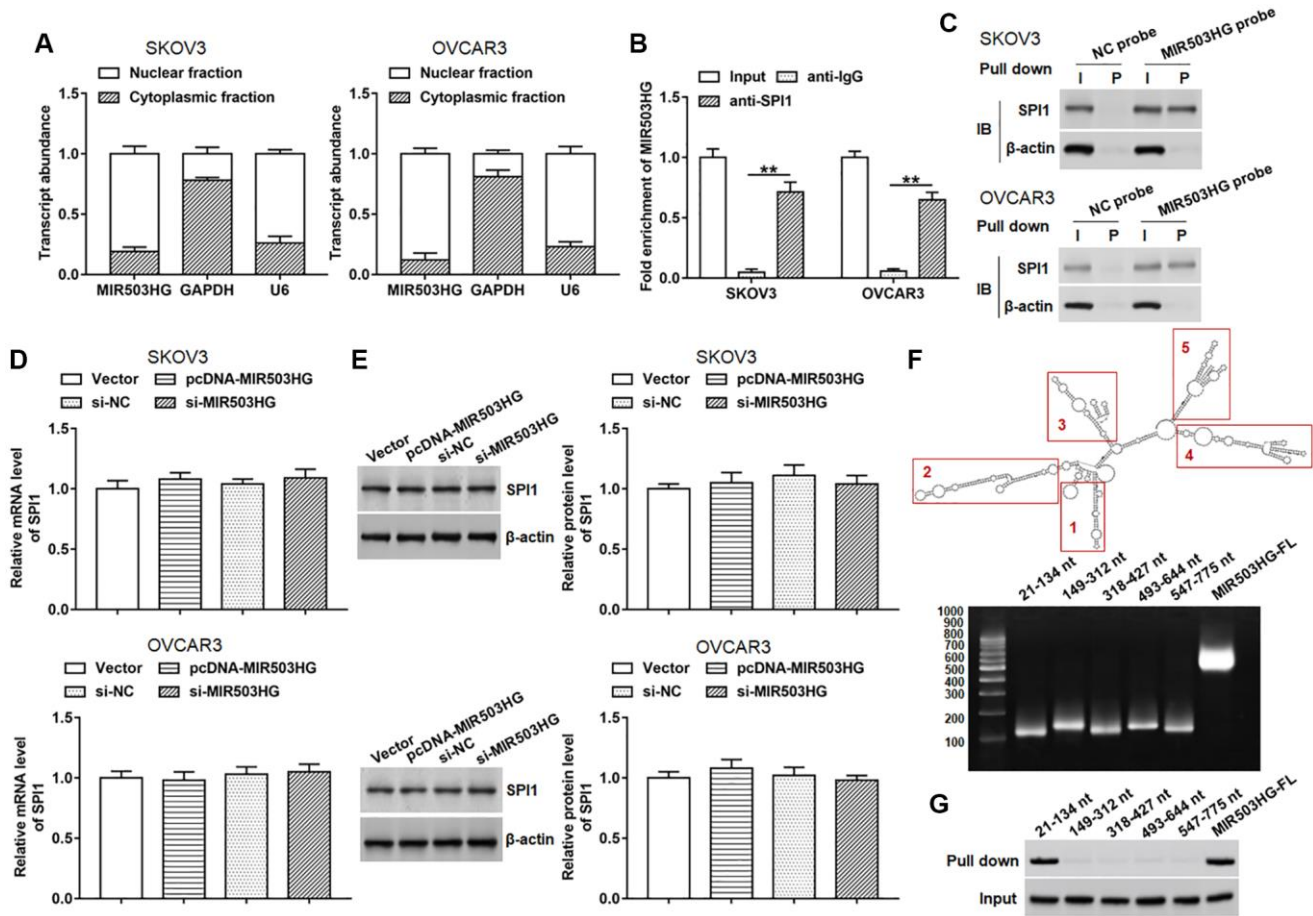 A
SKOV3
Nuclear fraction
Cytoplasmic fraction
Transcript abundance
1.5
1.0
0.5
0.0
MIR503HG GAPDH U6
OVCAR3
Nuclear fraction
Cytoplasmic fraction
Transcript abundance
1.5
1.0
0.5
0.0
MIR503HG GAPDH U6
B
Input anti-IgG
anti-SPI1
Fold enrichment of MIR503HG
1.5
1.0
0.5
0.0
** **
SKOV3 OVCAR3
C
SKOV3
NC probe MIR503HG probe
Pull down I P I P
IB
SPI1
β-actin
OVCAR3
NC probe MIR503HG probe
Pull down I P I P
IB
SPI1
β-actin
D
SKOV3
Vector pcDNA-MIR503HG
si-NC si-MIR503HG
Relative mRNA level
of SPI1
1.5
1.0
0.5
0.0
OVCAR3
Vector pcDNA-MIR503HG
si-NC si-MIR503HG
Relative mRNA level
of SPI1
1.5
1.0
0.5
0.0
E
Vector pcDNA-MIR503HG si-NC si-MIR503HG
SPI1
β-actin
SKOV3
Vector pcDNA-MIR503HG
si-NC si-MIR503HG
Relative protein level
of SPI1
1.5
1.0
0.5
0.0
Vector pcDNA-MIR503HG si-NC si-MIR503HG
SPI1
β-actin
OVCAR3
Vector pcDNA-MIR503HG
si-NC si-MIR503HG
Relative protein level
of SPI1
1.5
1.0
0.5
0.0
F
5
3
4
2
1
21-134 nt 149-312 nt 318-427 nt 493-644 nt 547-775 nt MIR503HG-FL
1000
900
800
700
600
500
400
300
200
100
G
21-134 nt 149-312 nt 318-427 nt 493-644 nt 547-775 nt MIR503HG-FL
Pull down
Input